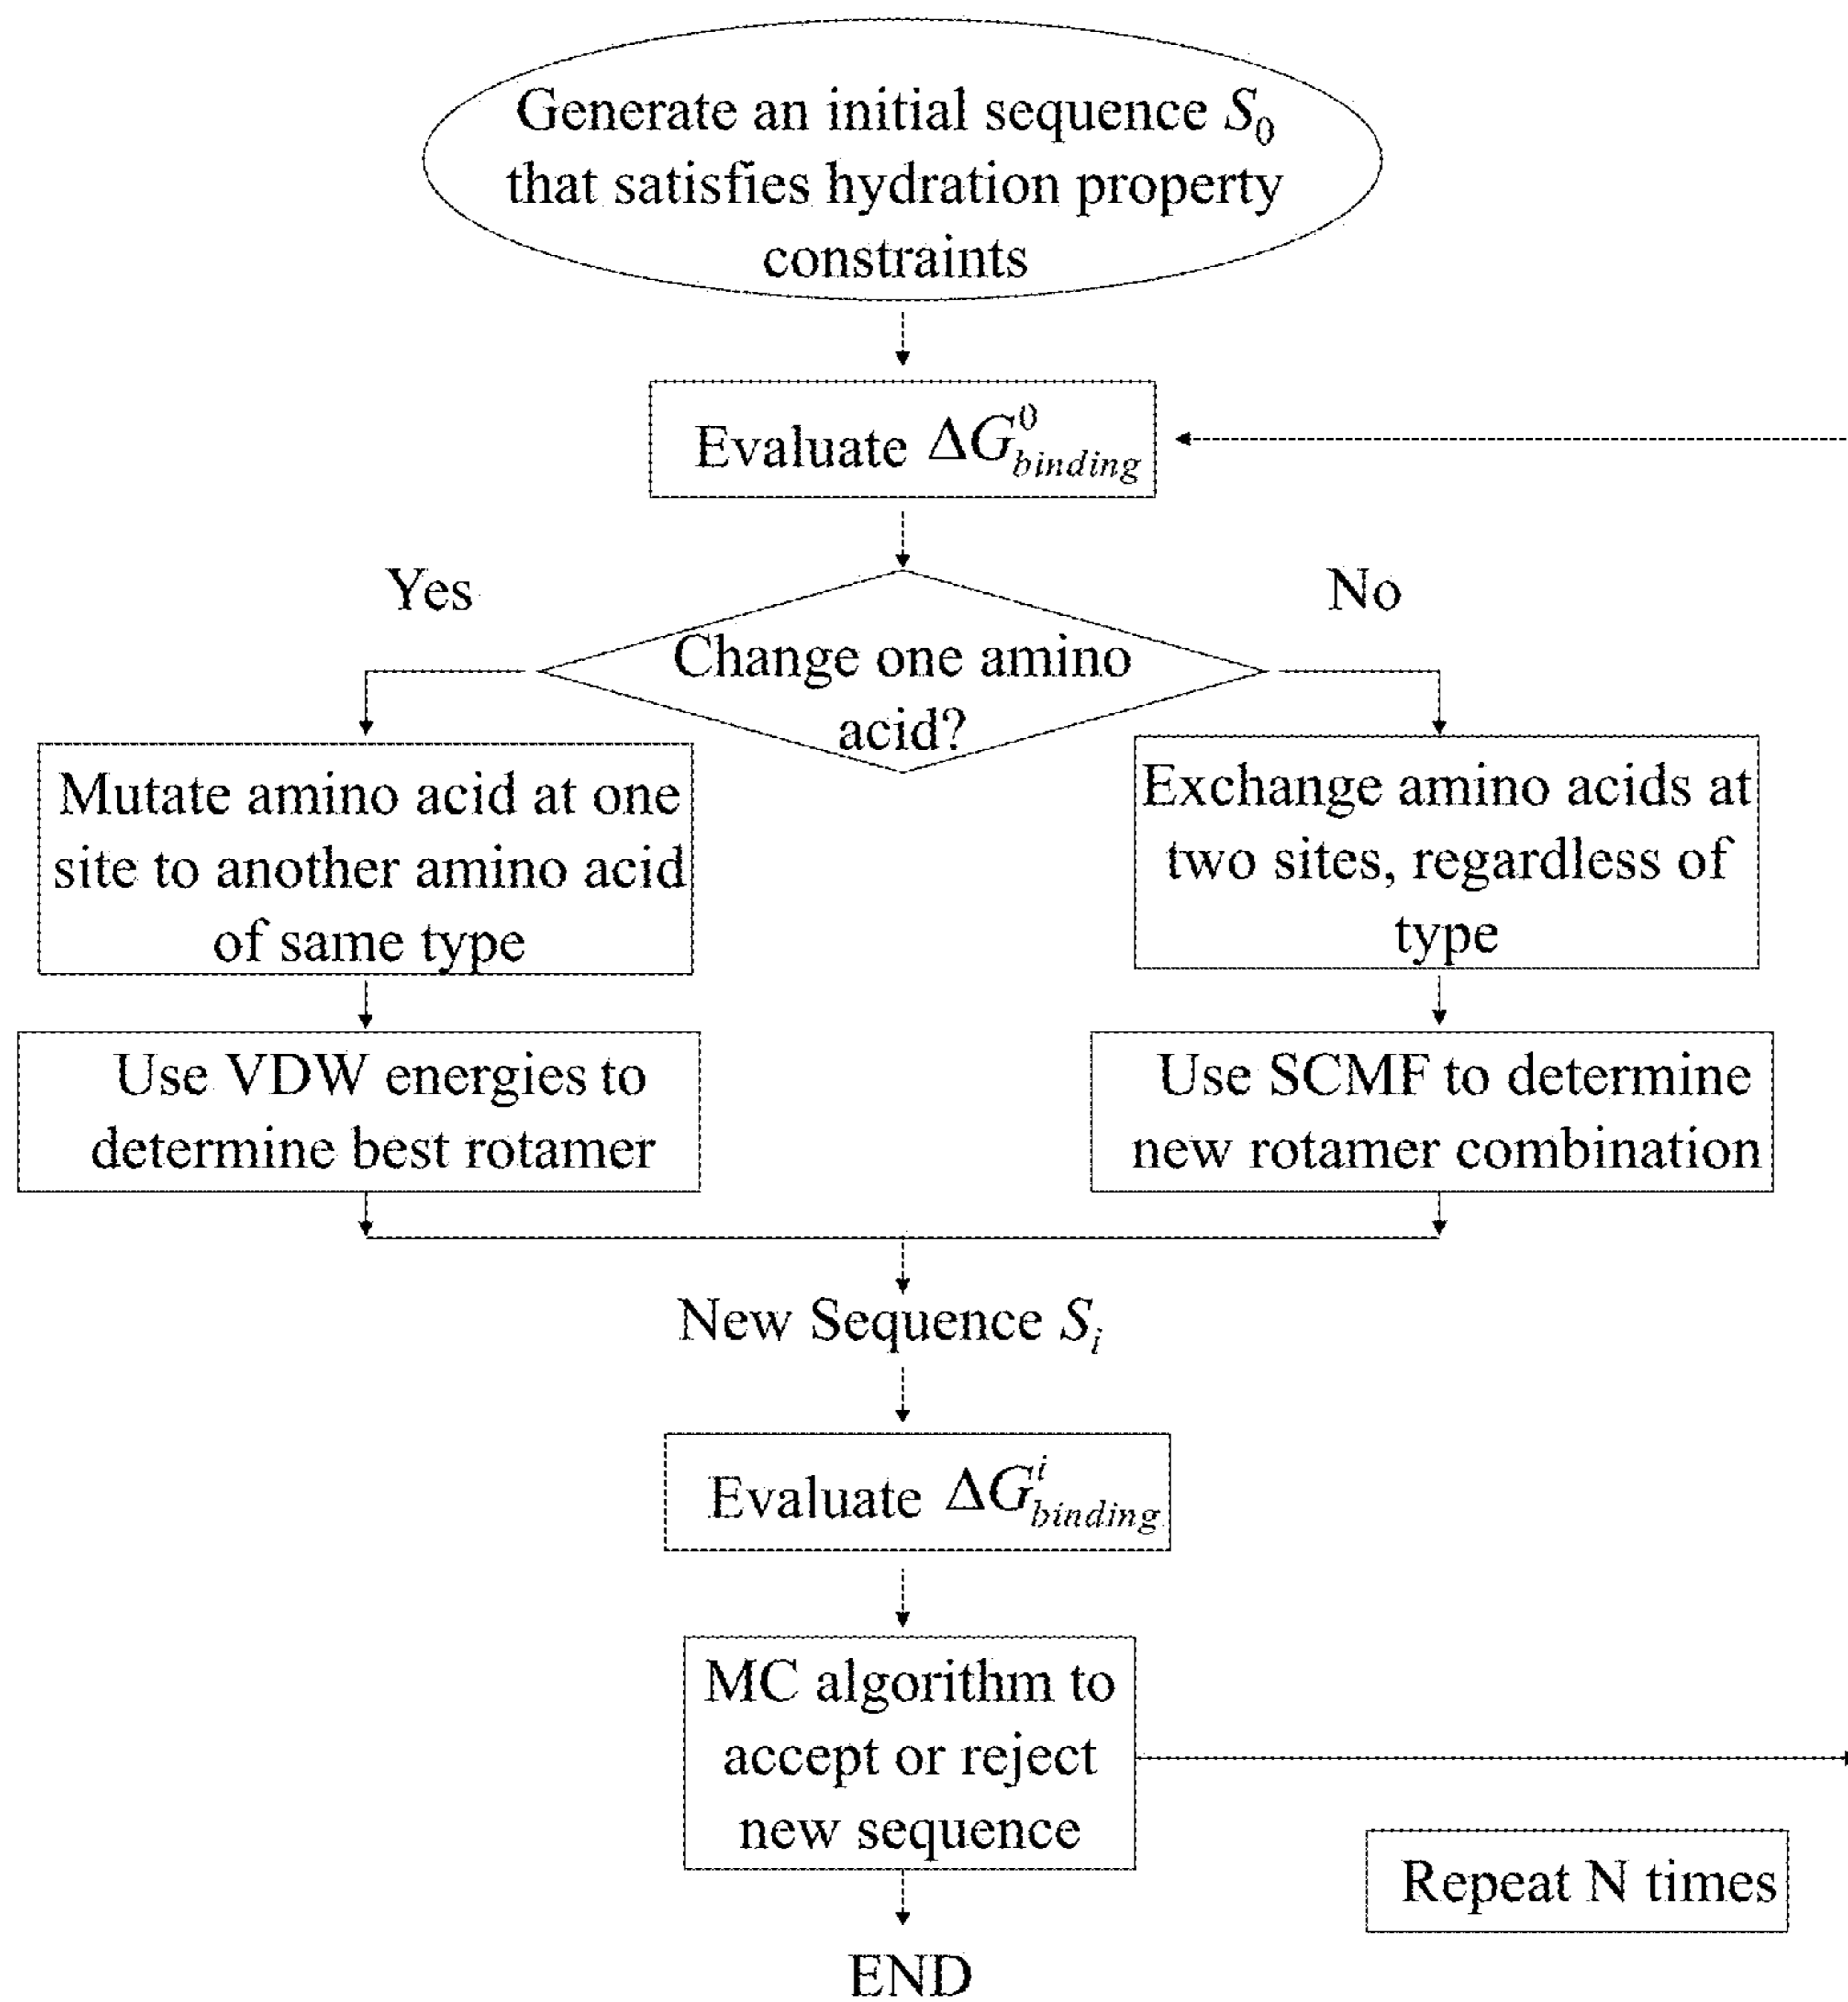 Generate an initial sequence S₀
that satisfies hydration property
constraints
Evaluate ΔG⁰binding
Yes
No
Change one amino
acid?
Mutate amino acid at one
site to another amino acid
of same type
Exchange amino acids at
two sites, regardless of
type
Use VDW energies to
determine best rotamer
Use SCMF to determine
new rotamer combination
New Sequence Sᵢ
Evaluate ΔGⁱbinding
MC algorithm to
accept or reject
new sequence
Repeat N times
END